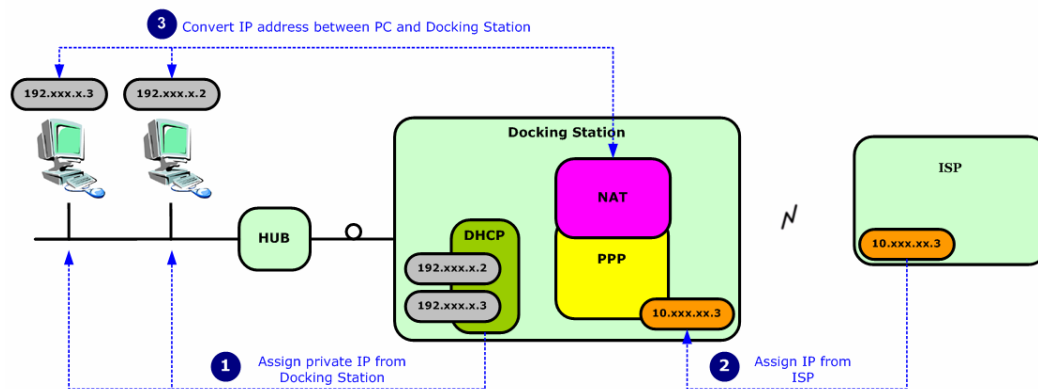 3 Convert IP address between PC and Docking Station
192.xxx.x.3 192.xxx.x.2
Docking Station
NAT
ISP
HUB
DHCP
PPP
10.xxx.xx.3
192.xxx.x.2
192.xxx.x.3
10.xxx.xx.3
1 Assign private IP from
Docking Station
2 Assign IP from
ISP